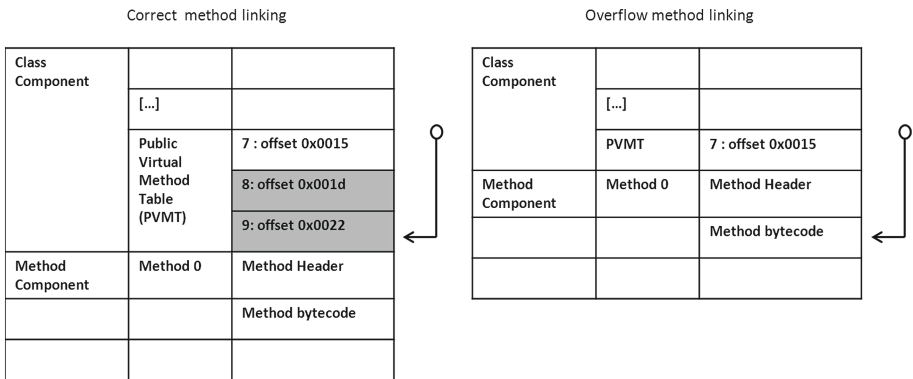 Correct method linking
Class
Component
[...]
Public
Virtual
Method
Table
(PVMT)
7 : offset 0x0015
8: offset 0x001d
9: offset 0x0022
Method
Component
Method 0
Method Header
Method bytecode
Overflow method linking
Class
Component
[...]
PVMT
7 : offset 0x0015
Method
Component
Method 0
Method Header
Method bytecode